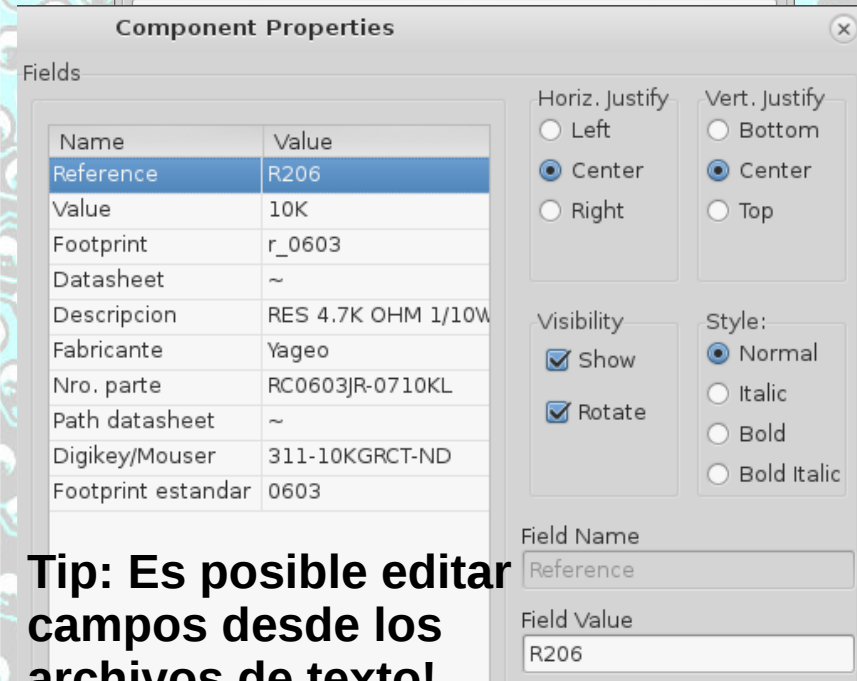 Component Properties
Fields
Name Value
Reference R206
Value 10K
Footprint r_0603
Datasheet ~
Descripcion RES 4.7K OHM 1/10W
Fabricante Yageo
Nro. parte RC0603JR-0710KL
Path datasheet ~
Digikey/Mouser 311-10KGRCT-ND
Footprint estandar 0603
Horiz. Justify
Left
Center
Right
Vert. Justify
Bottom
Center
Top
Visibility
Show
Rotate
Style:
Normal
Italic
Bold
Bold Italic
Field Name
Reference
Field Value
R206
Tip: Es posible editar
campos desde los
archivos de texto!